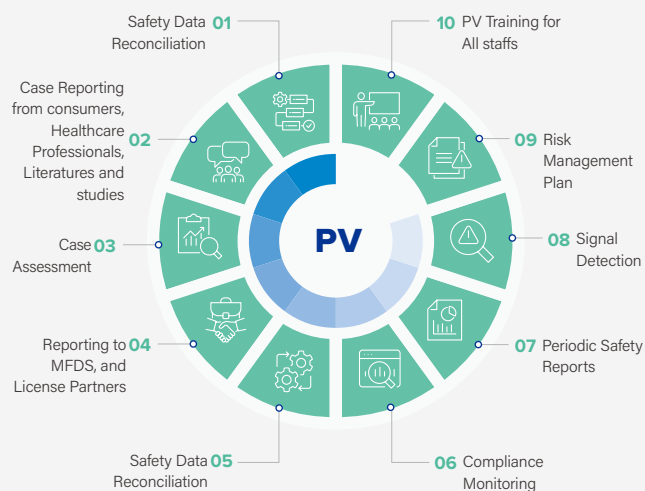 Safety Data 01
Reconciliation
Case Reporting
from consumers,
Healthcare 02
Professionals,
Literatures and
studies
Case 03
Assessment
Reporting to 04
MFDS, and
License Partners
Safety Data 05
Reconciliation
06 Compliance
Monitoring
07 Periodic Safety
Reports
08 Signal
Detection
09 Risk
Management
Plan
10 PV Training for
All staffs
PV